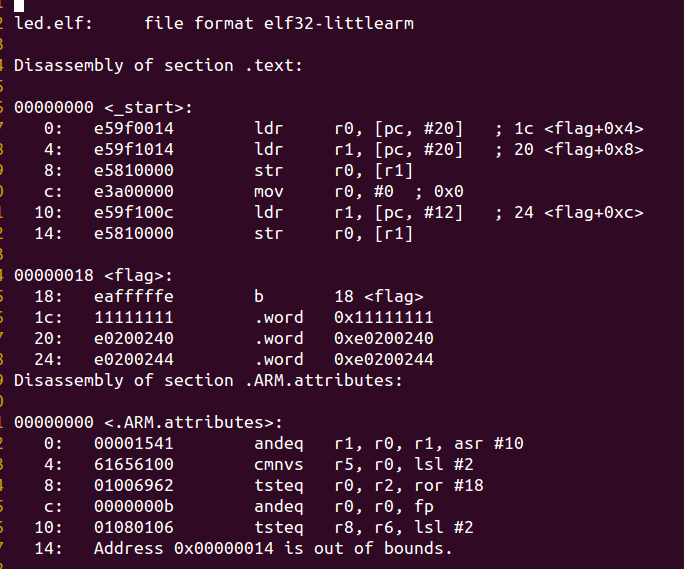 led.elf:     file format elf32-littlearm
Disassembly of section .text:
00000000 <_start>:
   0:   e59f0014        ldr     r0, [pc, #20]   ; 1c <flag+0x4>
   4:   e59f1014        ldr     r1, [pc, #20]   ; 20 <flag+0x8>
   8:   e5810000        str     r0, [r1]
   c:   e3a00000        mov     r0, #0  ; 0x0
  10:   e59f100c        ldr     r1, [pc, #12]   ; 24 <flag+0xc>
  14:   e5810000        str     r0, [r1]
00000018 <flag>:
  18:   eafffffe        b       18 <flag>
  1c:   11111111        .word   0x11111111
  20:   e0200240        .word   0xe0200240
  24:   e0200244        .word   0xe0200244
Disassembly of section .ARM.attributes:
00000000 <.ARM.attributes>:
   0:   00001541        andeq   r1, r0, r1, asr #10
   4:   61656100        cmnvs   r5, r0, lsl #2
   8:   01006962        tsteq   r0, r2, ror #18
   c:   0000000b        andeq   r0, r0, fp
  10:   01080106        tsteq   r8, r6, lsl #2
  14:   Address 0x00000014 is out of bounds.